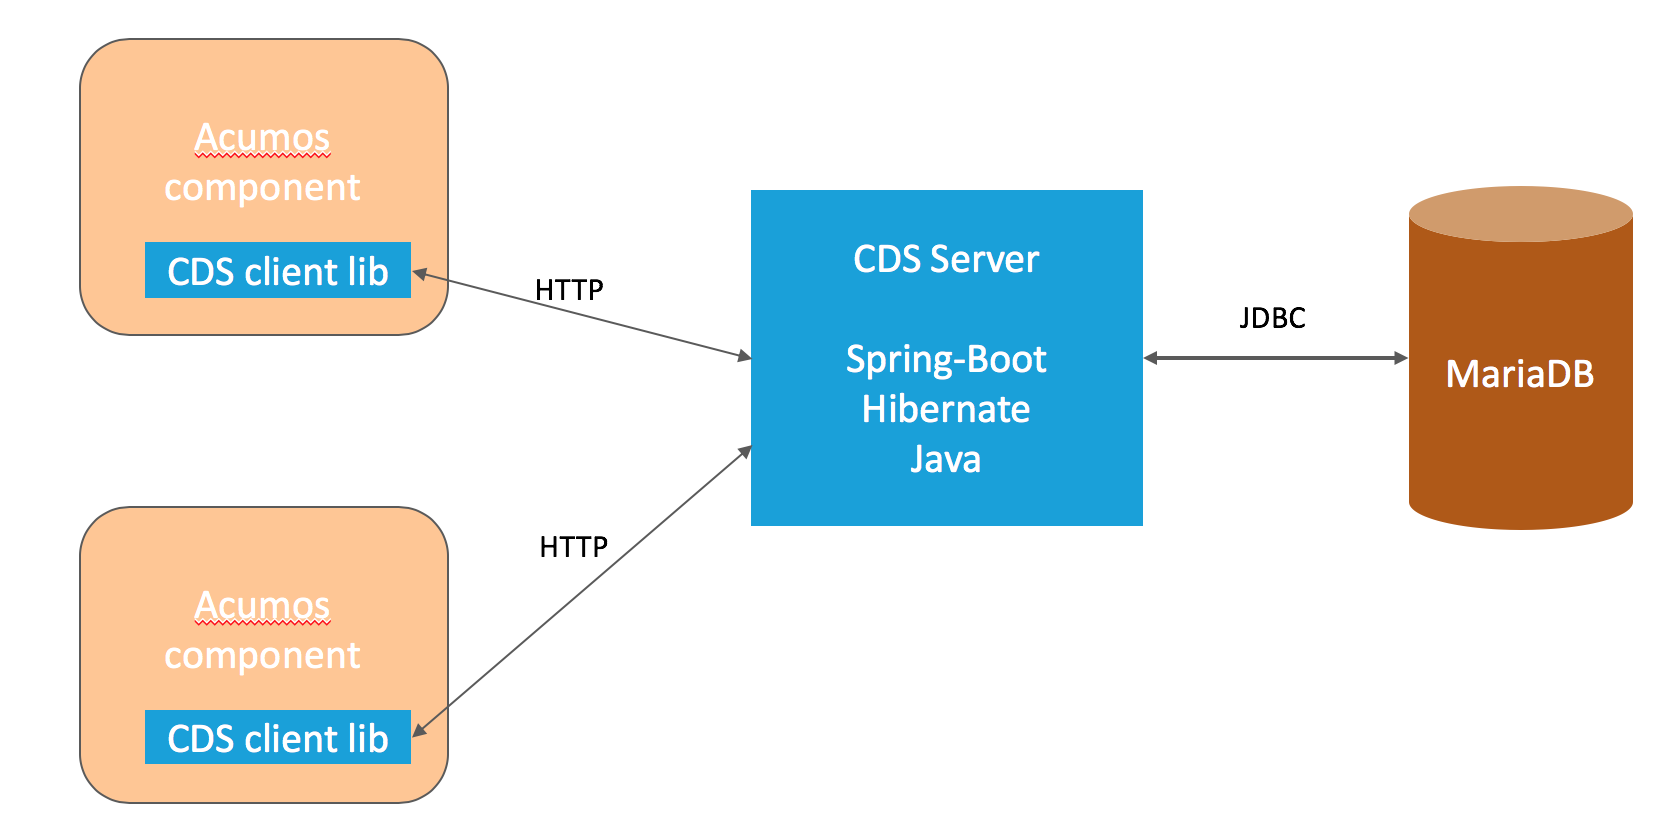 Acumos
component
CDS client lib
HTTP
CDS Server
Spring-Boot
Hibernate
Java
JDBC
MariaDB
HTTP
Acumos
component
CDS client lib